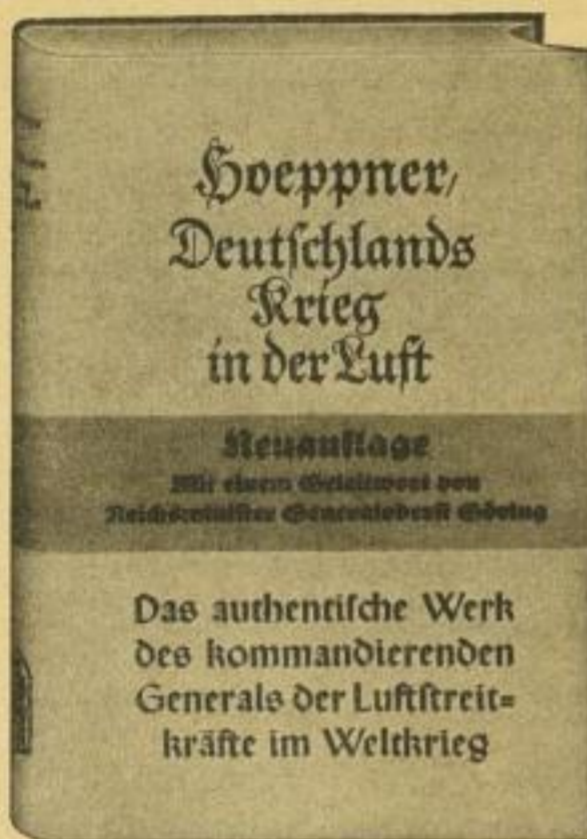 Hoeppner/
Deutschlands
Krieg
in der Luft
Neuauflage
Mit einem Geleitwort von
Reichsminister Generaloberst Göring
Das authentische Werk
des kommandierenden
Generals der Luftstreit=
kräfte im Weltkrieg